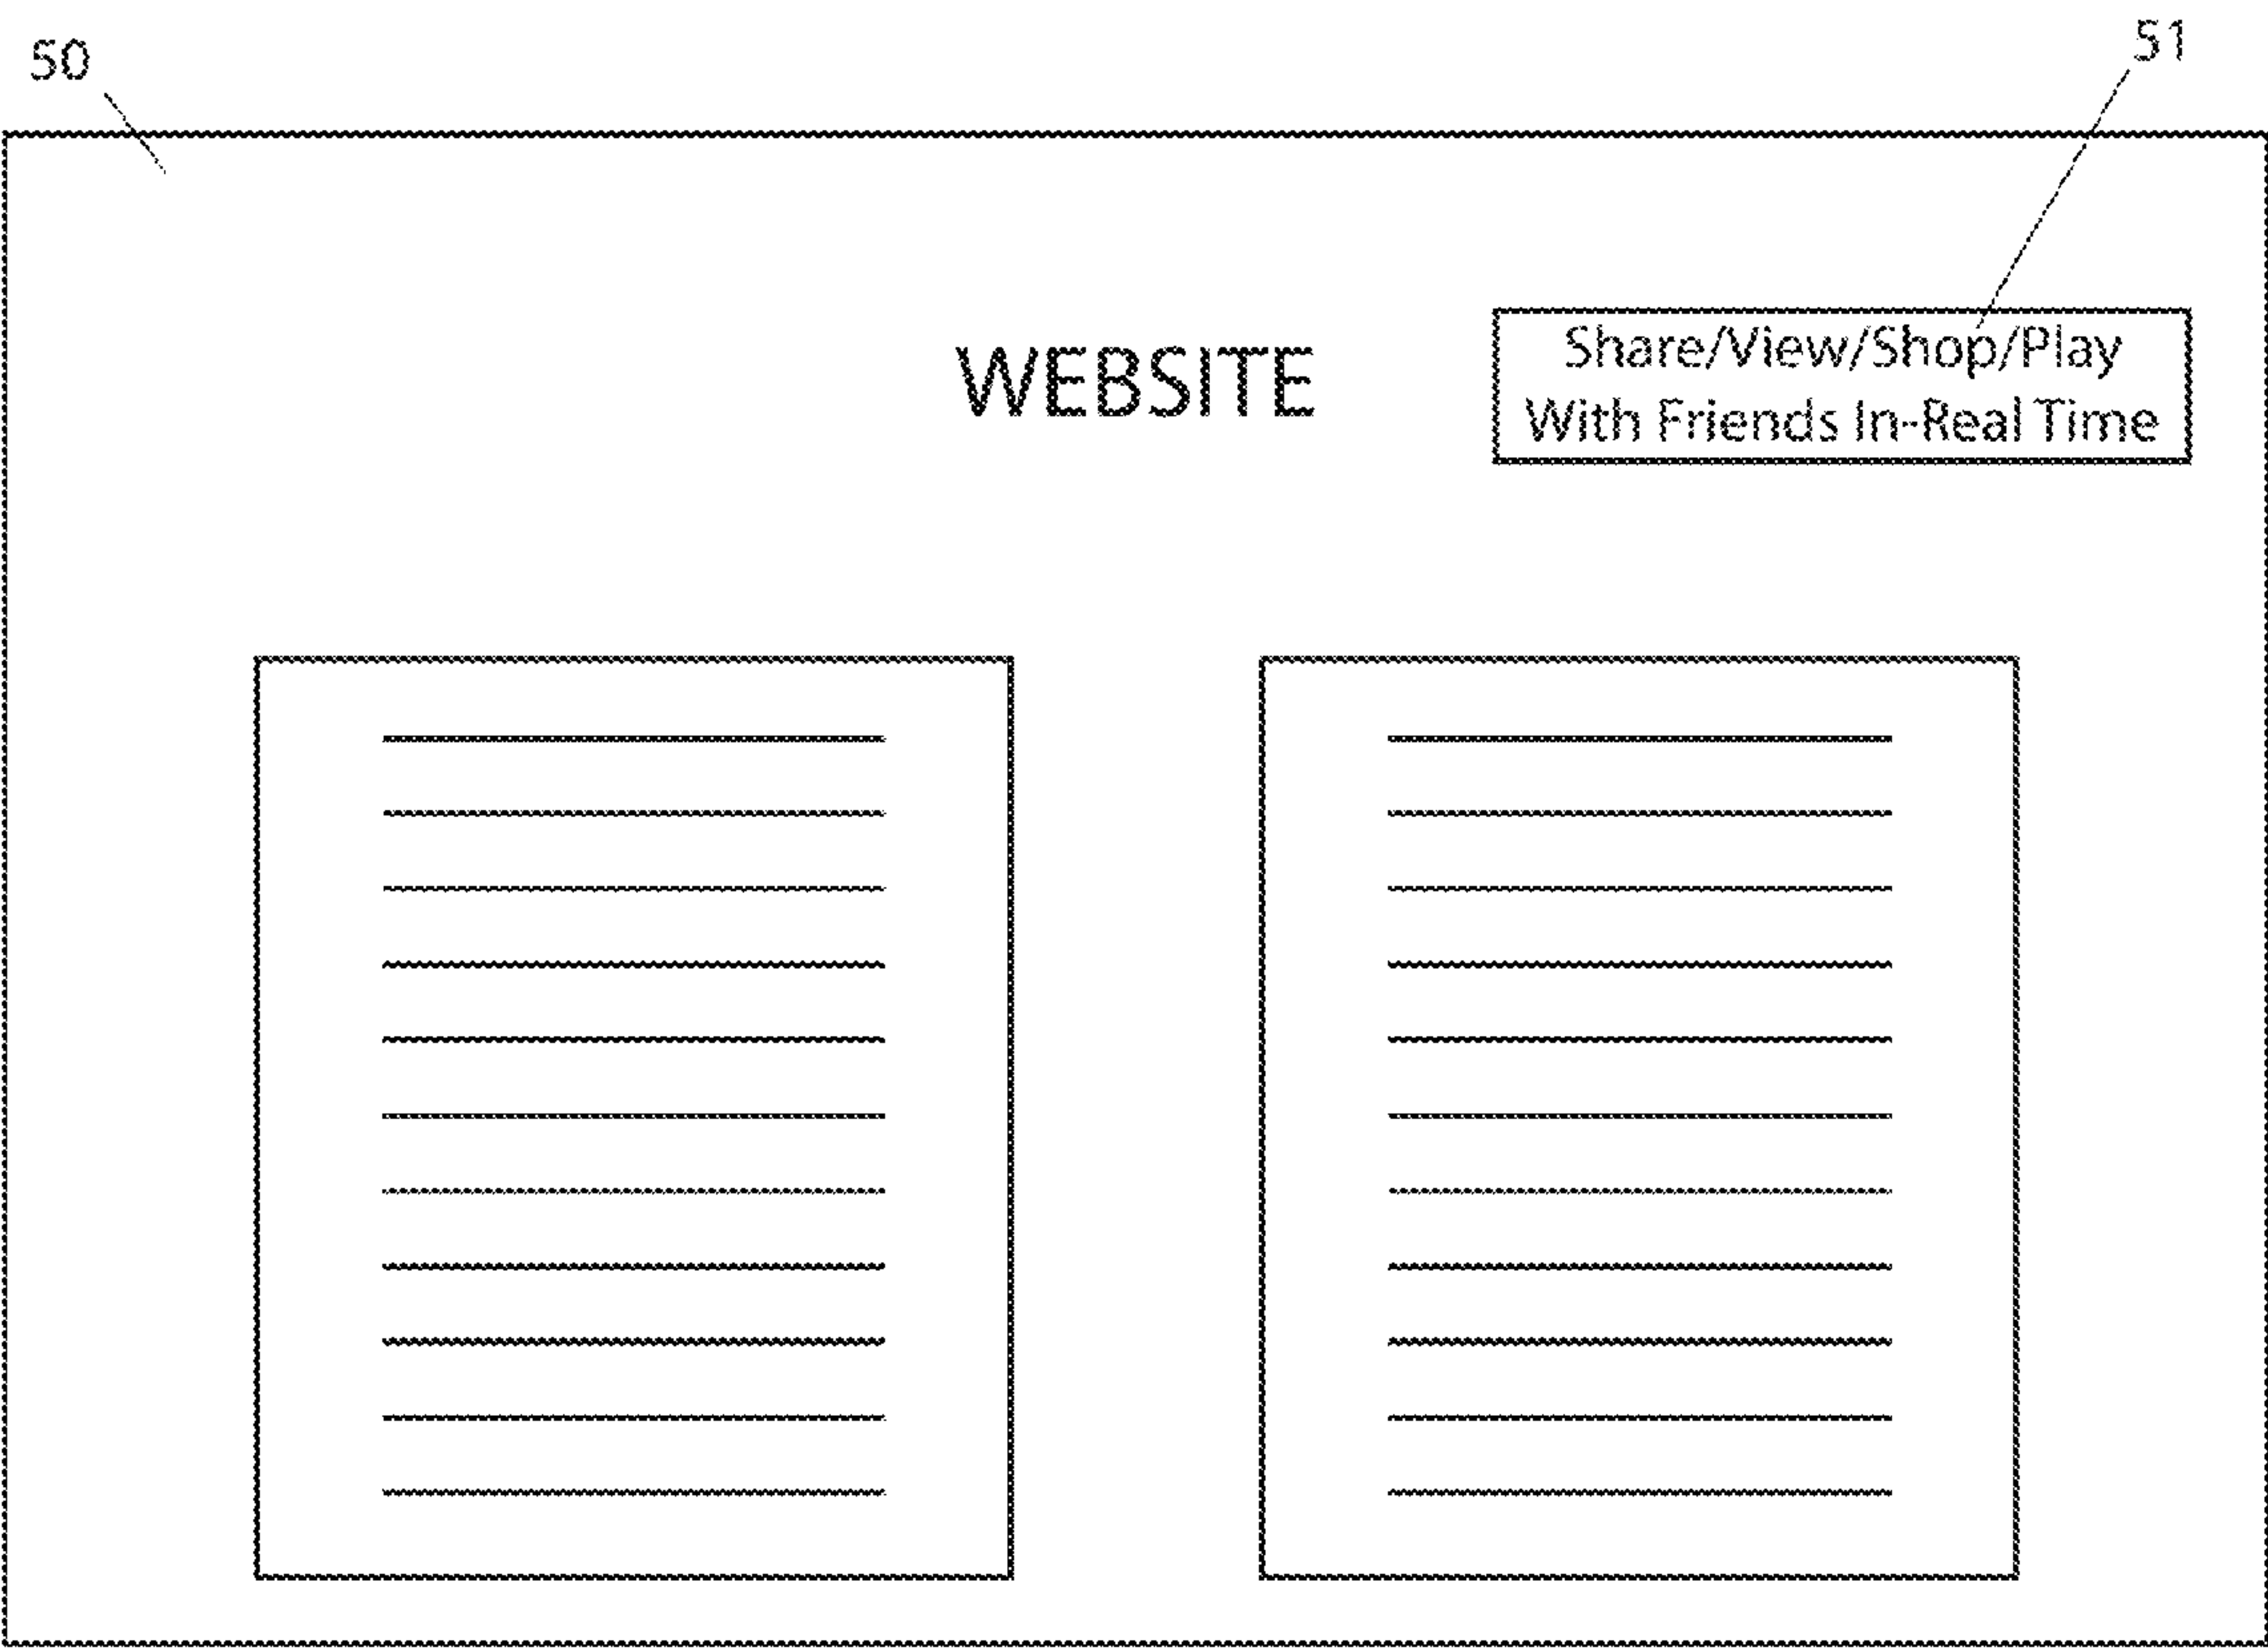 50
51
WEBSITE
Share/View/Shop/Play
With Friends In-Real Time